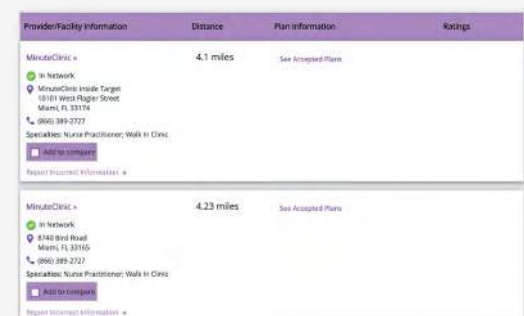 Provider/Facility Information Distance Plan Information Ratings
MinuteClinic » 4.1 miles See Accepted Plans
In Network
MinuteClinic Inside Target
10101 West Flagler Street
Miami, FL 33174
(866) 389-2727
Specialties: Nurse Practitioner; Walk In Clinic
Add to compare
Report Incorrect Information »
MinuteClinic » 4.23 miles See Accepted Plans
In Network
8740 Bird Road
Miami, FL 33165
(866) 389-2727
Specialties: Nurse Practitioner; Walk In Clinic
Add to compare
Report Incorrect Information »